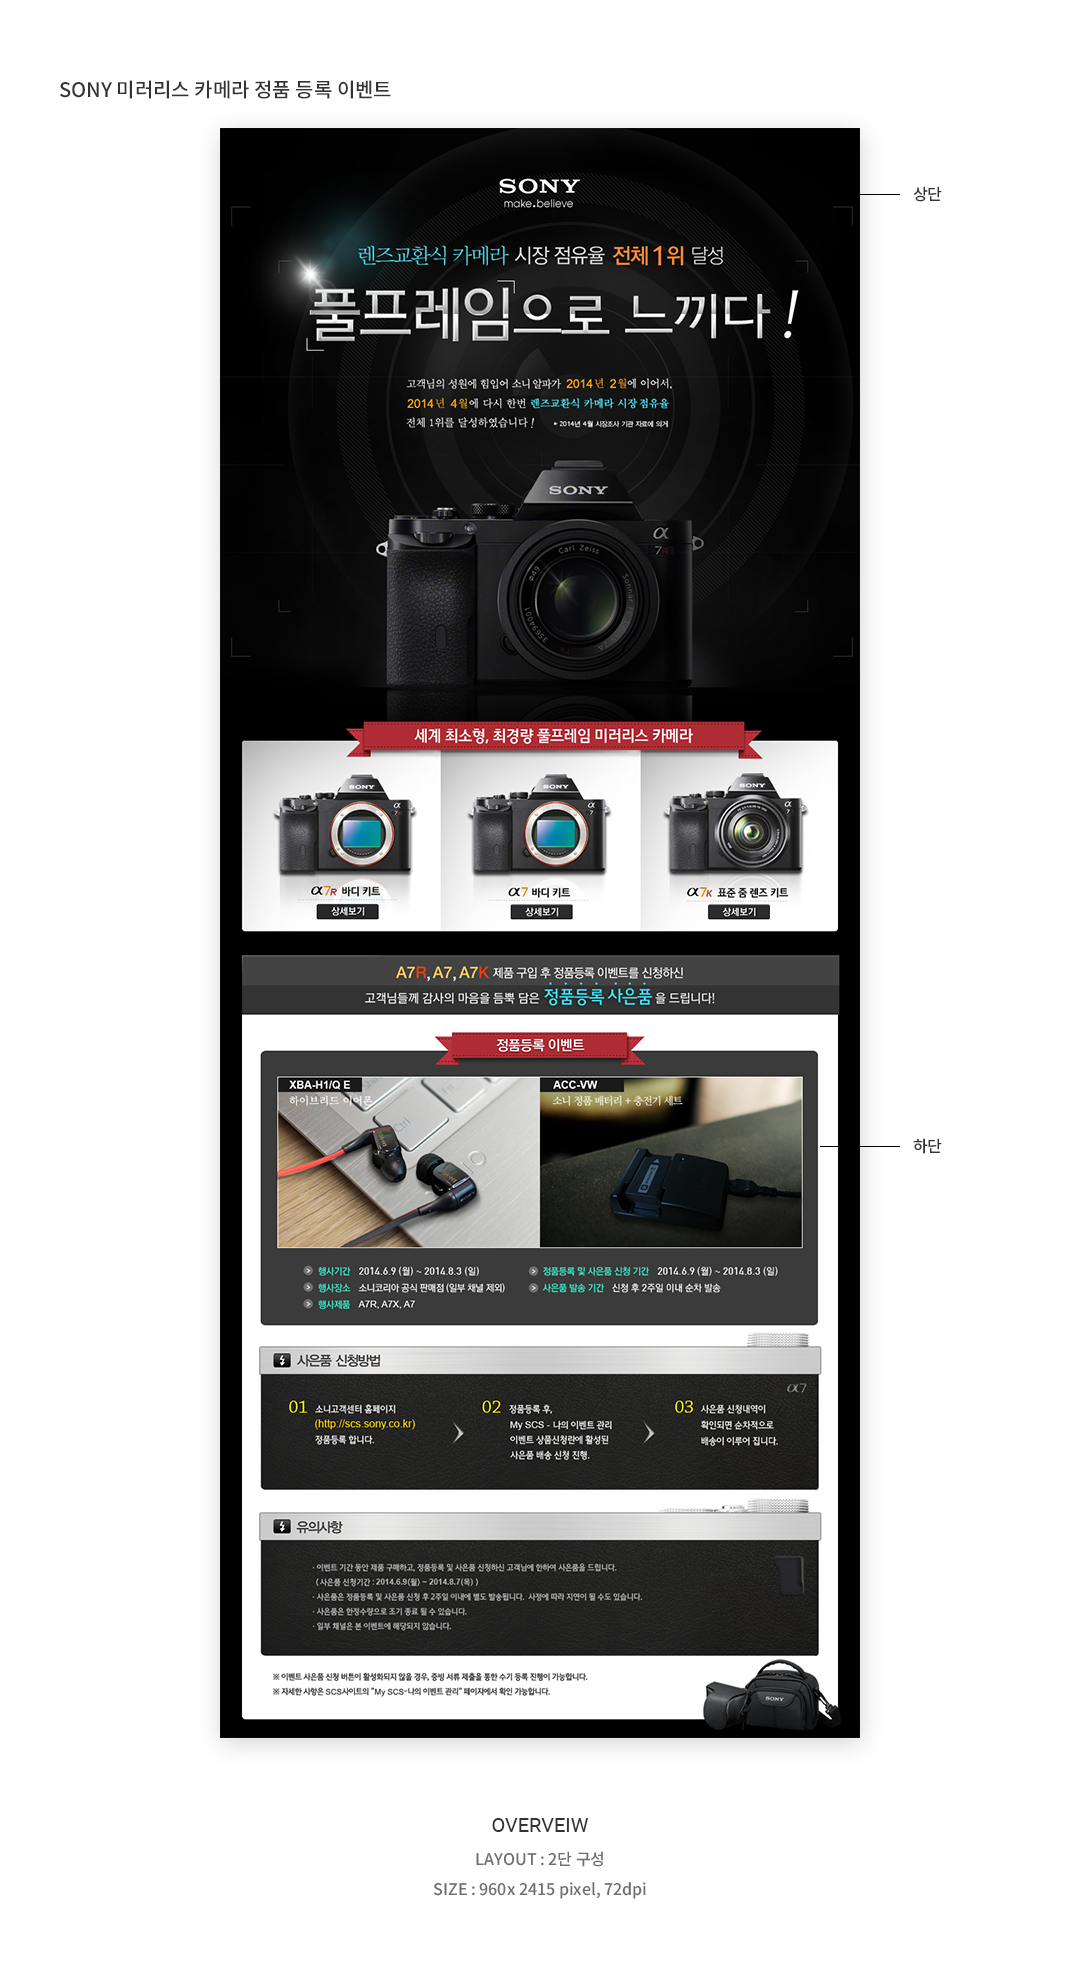 SONY 미러리스 카메라 정품 등록 이벤트
SONY
make.believe
상단
렌즈교환식 카메라 시장 점유율 전체 1위 달성
풀프레임으로 느끼다 !
고객님의 성원에 힘입어 소니 알파가 2014년 2월에 이어서,
2014년 4월에 다시 한번 렌즈교환식 카메라 시장 점유율
전체 1위를 달성하였습니다 !
* 2014년 4월 시장조사 기관 자료에 의거
SONY
α
7R
Carl Zeiss
Ø49
Sonnar
35694001
세계 최소형, 최경량 풀프레임 미러리스 카메라
SONY
α
7
SONY
α
7
SONY
α
7
α7R 바디 키트
α7 바디 키트
α7K 표준 줌 렌즈 키트
상세보기
상세보기
상세보기
A7R, A7, A7K 제품 구입 후 정품등록 이벤트를 신청하신
고객님들께 감사의 마음을 듬뿍 담은 정품등록 사은품 을 드립니다!
정품등록 이벤트
XBA-H1/Q E
하이브리드 이어폰
ACC-VW
소니 정품 배터리 + 충전기 세트
Ctrl
하단
행사기간 2014.6.9 (월) ~ 2014.8.3 (일)
행사장소 소니코리아 공식 판매점 (일부 채널 제외)
행사제품 A7R, A7X, A7
정품등록 및 사은품 신청 기간 2014.6.9 (월) ~ 2014.8.3 (일)
사은품 발송 기간 신청 후 2주일 이내 순차 발송
사은품 신청방법
α7
01 소니고객센터 홈페이지
(http://scs.sony.co.kr)
정품등록 합니다.
02 정품등록 후,
My SCS - 나의 이벤트 관리
이벤트 상품신청란에 활성된
사은품 배송 신청 진행.
03 사은품 신청내역이
확인되면 순차적으로
배송이 이루어 집니다.
유의사항
· 이벤트 기간 동안 제품 구매하고, 정품등록 및 사은품 신청하신 고객님에 한하여 사은품을 드립니다.
( 사은품 신청기간 : 2014.6.9(월) ~ 2014.8.7(목) )
· 사은품은 정품등록 및 사은품 신청 후 2주일 이내에 별도 발송됩니다. 사정에 따라 지연이 될 수도 있습니다.
· 사은품은 한정수량으로 조기 종료 될 수 있습니다.
· 일부 채널은 본 이벤트에 해당되지 않습니다.
※ 이벤트 사은품 신청 버튼이 활성화되지 않을 경우, 증빙 서류 제출을 통한 수기 등록 진행이 가능합니다.
※ 자세한 사항은 SCS사이트의 "My SCS-나의 이벤트 관리" 페이지에서 확인 가능합니다.
SONY
OVERVEIW
LAYOUT : 2단 구성
SIZE : 960x 2415 pixel, 72dpi